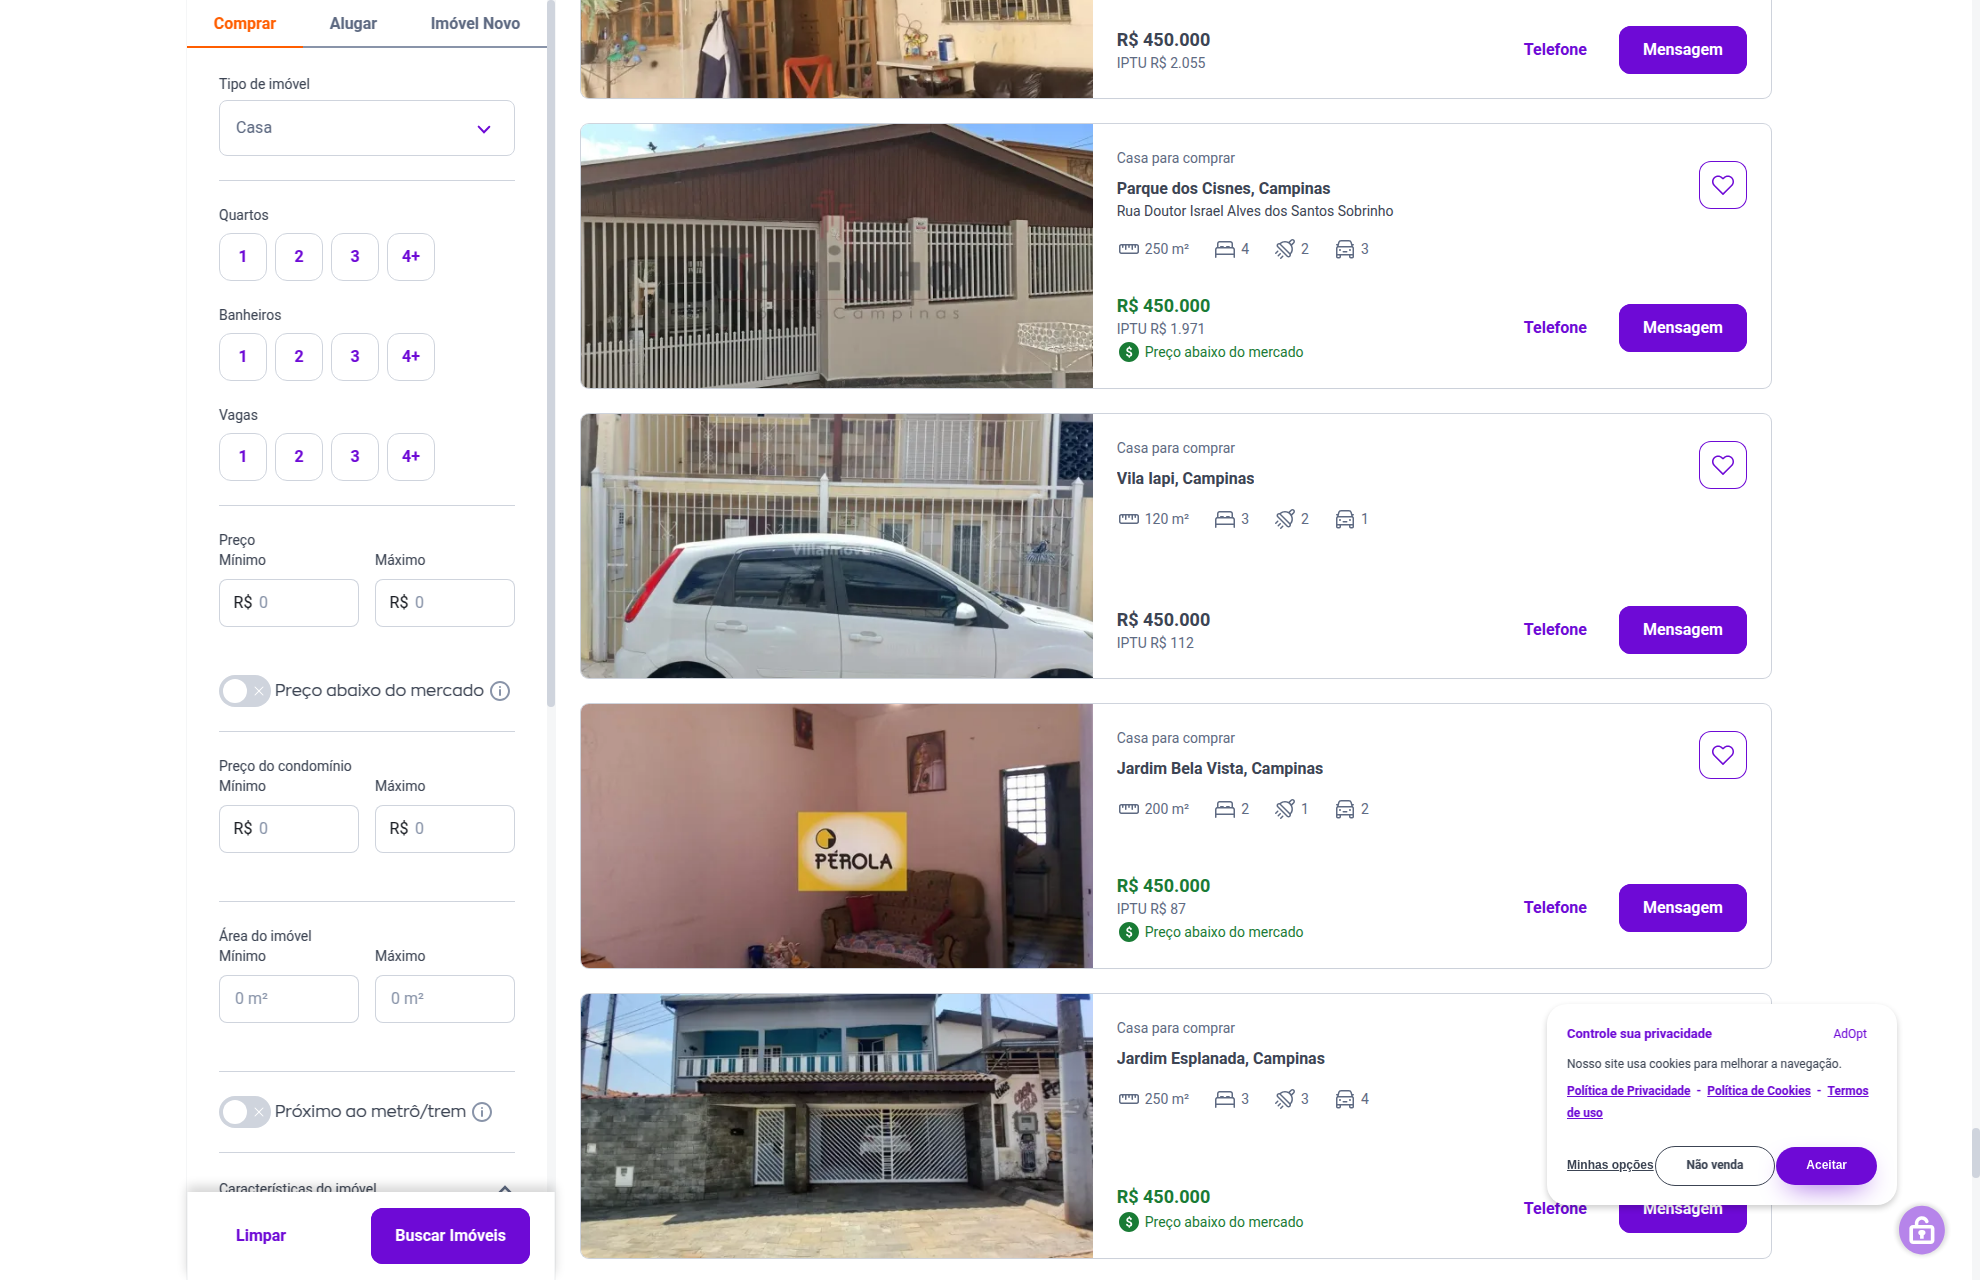 Comprar
Alugar
Imóvel Novo
Tipo de imóvel
Casa
Quartos
1
2
3
4+
Banheiros
1
2
3
4+
Vagas
1
2
3
4+
Preço
Mínimo
Máximo
R$ 0
R$ 0
Preço abaixo do mercado
Preço do condomínio
Mínimo
Máximo
R$ 0
R$ 0
Área do imóvel
Mínimo
Máximo
0 m²
0 m²
Próximo ao metrô/trem
Características do imóvel
Limpar
Buscar Imóveis
R$ 450.000
IPTU R$ 2.055
Telefone
Mensagem
Casa para comprar
Parque dos Cisnes, Campinas
Rua Doutor Israel Alves dos Santos Sobrinho
250 m²
4
2
3
R$ 450.000
IPTU R$ 1.971
Preço abaixo do mercado
Telefone
Mensagem
Casa para comprar
Vila Iapi, Campinas
120 m²
3
2
1
R$ 450.000
IPTU R$ 112
Telefone
Mensagem
PÉROLA
Casa para comprar
Jardim Bela Vista, Campinas
200 m²
2
1
2
R$ 450.000
IPTU R$ 87
Preço abaixo do mercado
Telefone
Mensagem
Casa para comprar
Jardim Esplanada, Campinas
250 m²
3
3
4
R$ 450.000
Preço abaixo do mercado
Telefone
Mensagem
Controle sua privacidade
AdOpt
Nosso site usa cookies para melhorar a navegação.
Política de Privacidade - Política de Cookies - Termos
de uso
Minhas opções
Não venda
Aceitar